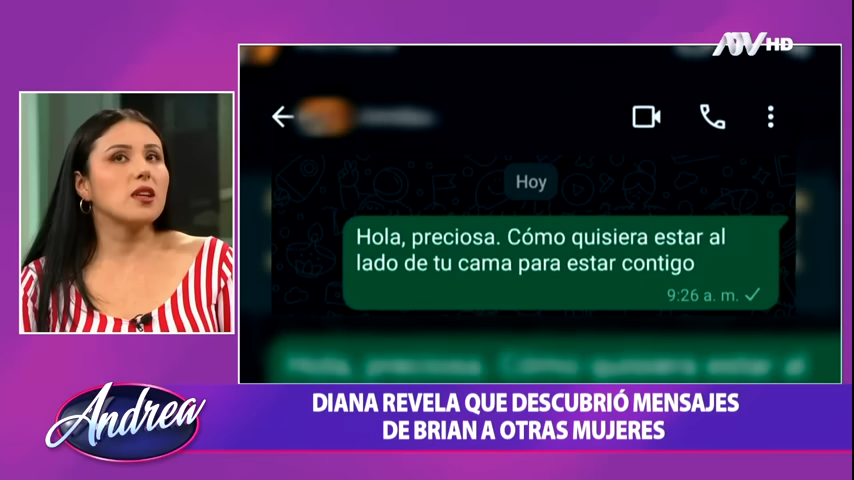 ATV HD
Hoy
Hola, preciosa. Cómo quisiera estar al
lado de tu cama para estar contigo
9:26 a. m.
Andrea
DIANA REVELA QUE DESCUBRIÓ MENSAJES
DE BRIAN A OTRAS MUJERES